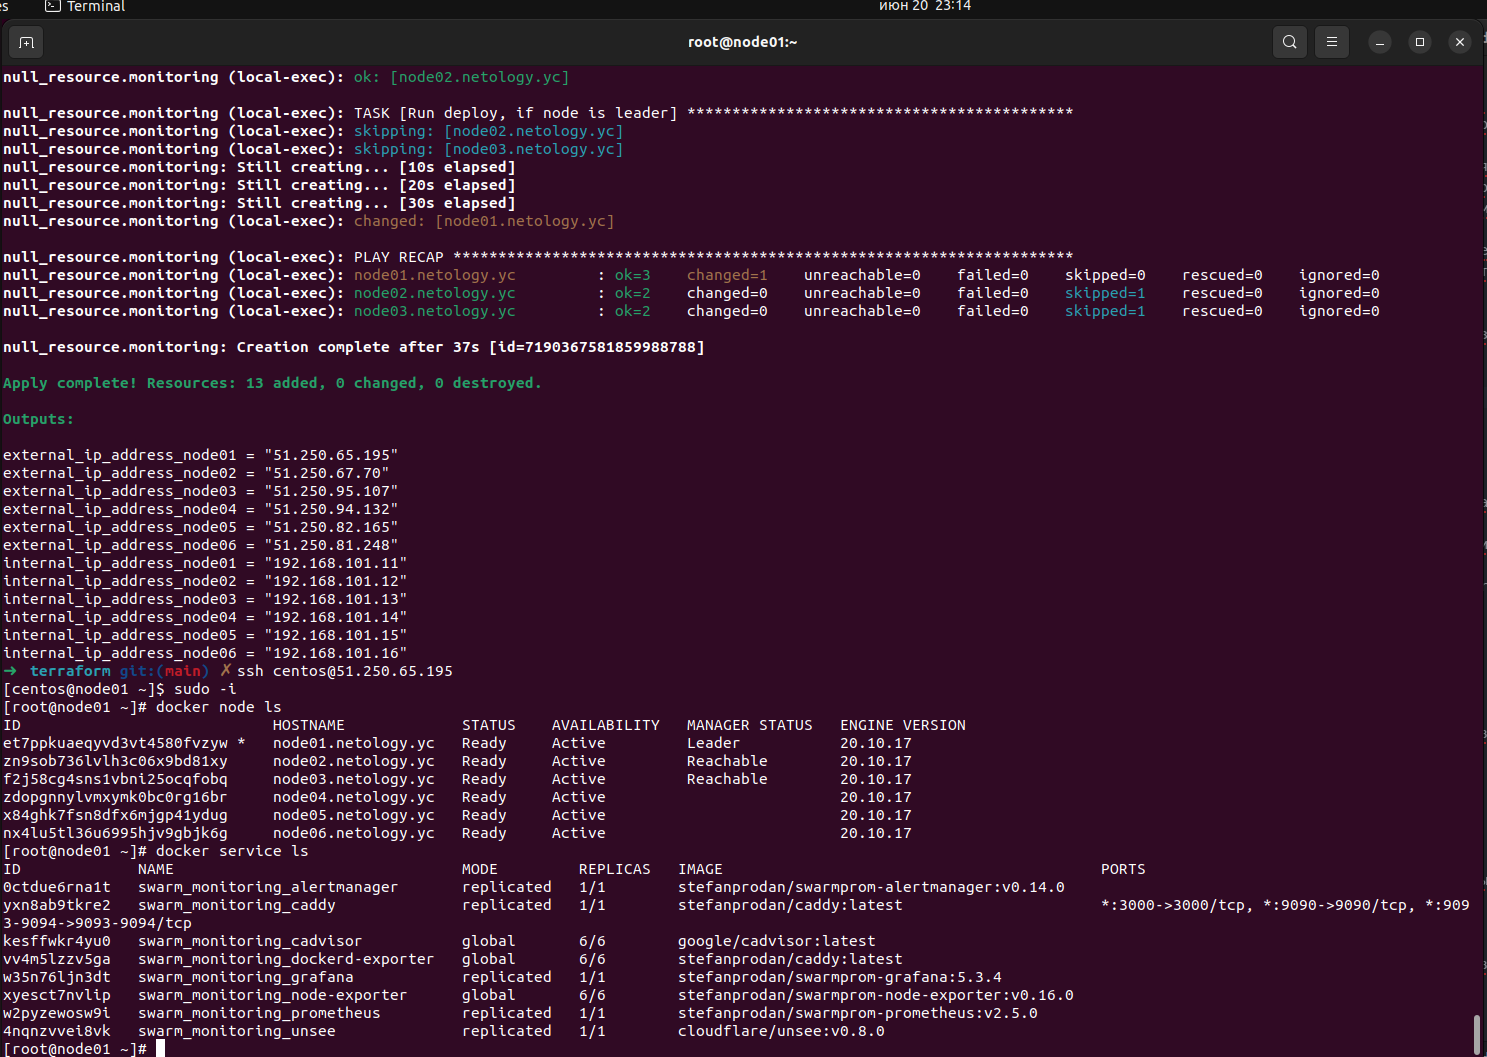 es Terminal июн 20 23:14
root@node01:~
null_resource.monitoring (local-exec): ok: [node02.netology.yc]
null_resource.monitoring (local-exec): TASK [Run deploy, if node is leader] *******************************************
null_resource.monitoring (local-exec): skipping: [node02.netology.yc]
null_resource.monitoring (local-exec): skipping: [node03.netology.yc]
null_resource.monitoring: Still creating... [10s elapsed]
null_resource.monitoring: Still creating... [20s elapsed]
null_resource.monitoring: Still creating... [30s elapsed]
null_resource.monitoring (local-exec): changed: [node01.netology.yc]
null_resource.monitoring (local-exec): PLAY RECAP *********************************************************************
null_resource.monitoring (local-exec): node01.netology.yc         : ok=3    changed=1    unreachable=0    failed=0    skipped=0    rescued=0    ignored=0
null_resource.monitoring (local-exec): node02.netology.yc         : ok=2    changed=0    unreachable=0    failed=0    skipped=1    rescued=0    ignored=0
null_resource.monitoring (local-exec): node03.netology.yc         : ok=2    changed=0    unreachable=0    failed=0    skipped=1    rescued=0    ignored=0
null_resource.monitoring: Creation complete after 37s [id=7190367581859988788]
Apply complete! Resources: 13 added, 0 changed, 0 destroyed.
Outputs:
external_ip_address_node01 = "51.250.65.195"
external_ip_address_node02 = "51.250.67.70"
external_ip_address_node03 = "51.250.95.107"
external_ip_address_node04 = "51.250.94.132"
external_ip_address_node05 = "51.250.82.165"
external_ip_address_node06 = "51.250.81.248"
internal_ip_address_node01 = "192.168.101.11"
internal_ip_address_node02 = "192.168.101.12"
internal_ip_address_node03 = "192.168.101.13"
internal_ip_address_node04 = "192.168.101.14"
internal_ip_address_node05 = "192.168.101.15"
internal_ip_address_node06 = "192.168.101.16"
➜  terraform git:(main) ✗ ssh centos@51.250.65.195
[centos@node01 ~]$ sudo -i
[root@node01 ~]# docker node ls
ID                            HOSTNAME             STATUS    AVAILABILITY   MANAGER STATUS   ENGINE VERSION
et7ppkuaeqyvd3vt4580fvzyw *   node01.netology.yc   Ready     Active         Leader           20.10.17
zn9sob736lvlh3c06x9bd81xy     node02.netology.yc   Ready     Active         Reachable        20.10.17
f2j58cg4sns1vbni25ocqfobq     node03.netology.yc   Ready     Active         Reachable        20.10.17
zdopgnnylvmxymk0bc0rg16br     node04.netology.yc   Ready     Active                          20.10.17
x84ghk7fsn8dfx6mjgp41ydug     node05.netology.yc   Ready     Active                          20.10.17
nx4lu5tl36u6995hjv9gbjk6g     node06.netology.yc   Ready     Active                          20.10.17
[root@node01 ~]# docker service ls
ID             NAME                                MODE         REPLICAS   IMAGE                                          PORTS
0ctdue6rna1t   swarm_monitoring_alertmanager       replicated   1/1        stefanprodan/swarmprom-alertmanager:v0.14.0
yxn8ab9tkre2   swarm_monitoring_caddy              replicated   1/1        stefanprodan/caddy:latest                      *:3000->3000/tcp, *:9090->9090/tcp, *:909
3-9094->9093-9094/tcp
kesffwkr4yu0   swarm_monitoring_cadvisor           global       6/6        google/cadvisor:latest
vv4m5lzzv5ga   swarm_monitoring_dockerd-exporter   global       6/6        stefanprodan/caddy:latest
w35n76ljn3dt   swarm_monitoring_grafana            replicated   1/1        stefanprodan/swarmprom-grafana:5.3.4
xyesct7nvlip   swarm_monitoring_node-exporter      global       6/6        stefanprodan/swarmprom-node-exporter:v0.16.0
w2pyzewosw9i   swarm_monitoring_prometheus         replicated   1/1        stefanprodan/swarmprom-prometheus:v2.5.0
4nqnzvvei8vk   swarm_monitoring_unsee              replicated   1/1        cloudflare/unsee:v0.8.0
[root@node01 ~]#